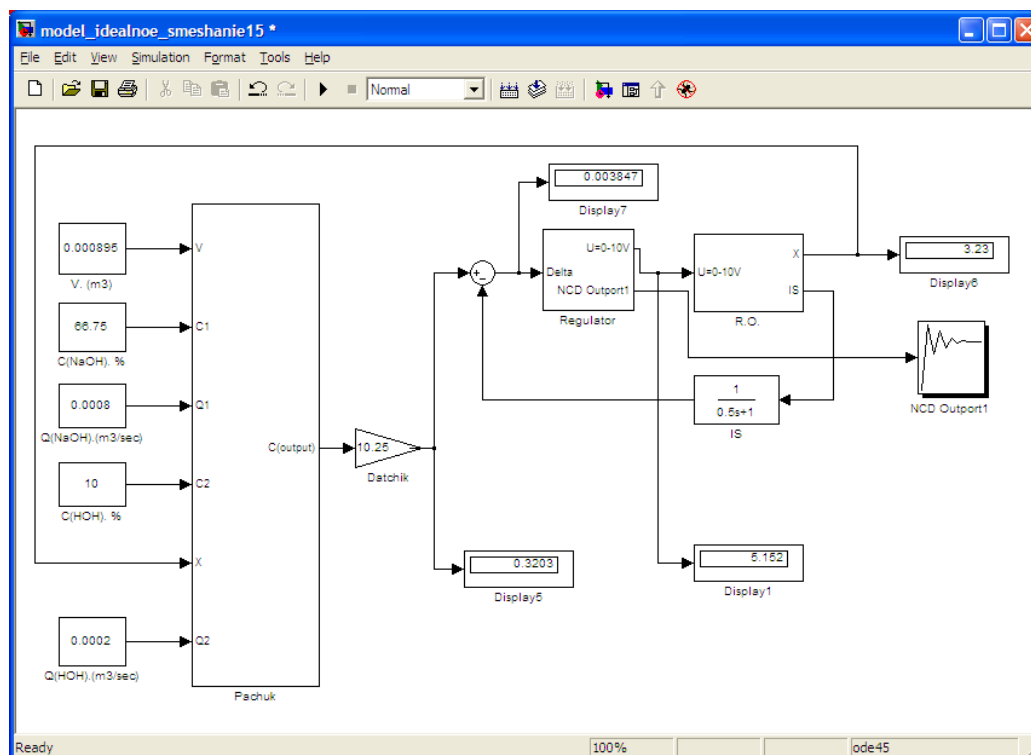 model_idealnoe_smeshanie15 *
File Edit View Simulation Format Tools Help
Normal
0.003847
Display7
0.000895
V. (m3)
V
66.75
C(NaOH). %
C1
0.0008
Q(NaOH).(m3/sec)
Q1
10
C(HOH). %
C2
X
0.0002
Q(HOH).(m3/sec)
Q2
C(output)
Pachuk
10.25
Datchik
+
-
Delta
U=0-10V
NCD Outport1
Regulator
U=0-10V
X
IS
R.O.
3.23
Display6
NCD Outport1
1
0.5s+1
IS
0.3203
Display5
5.152
Display1
Ready 100% ode45